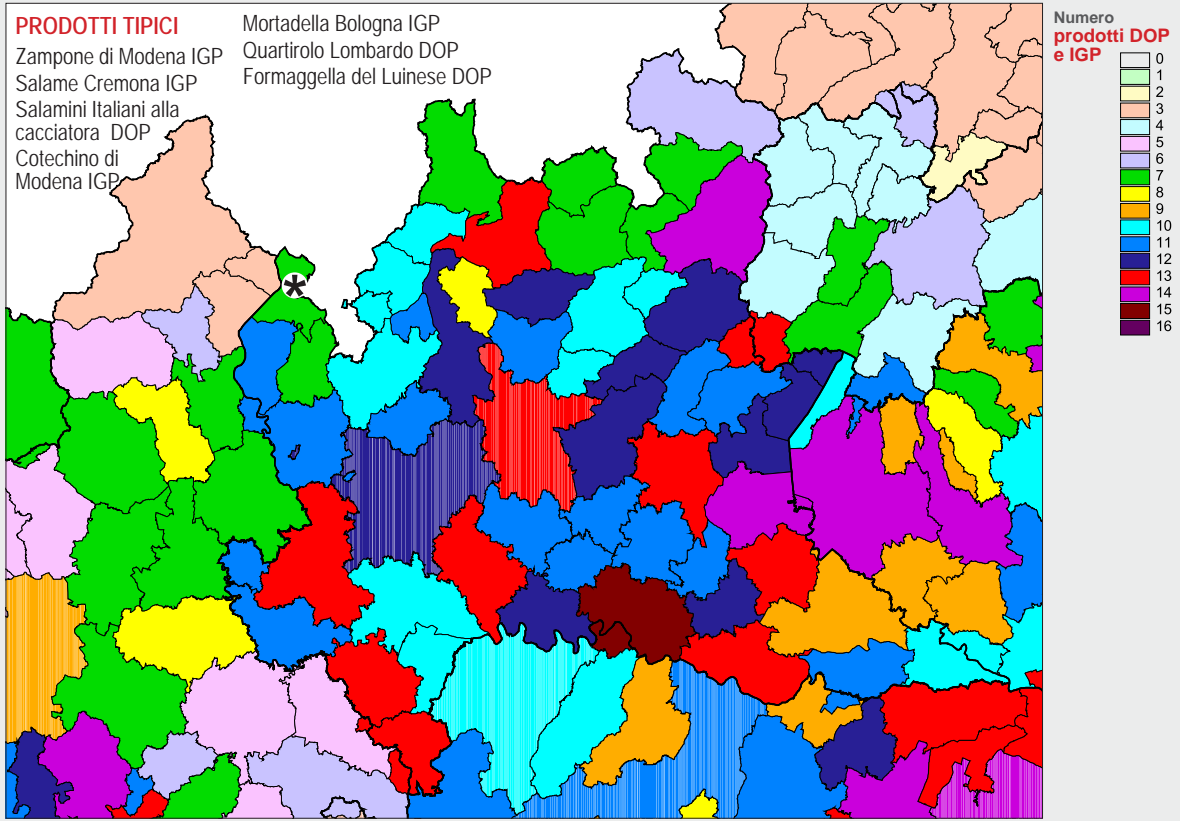 PRODOTTI TIPICI
Zampone di Modena IGP
Salame Cremona IGP
Salamini Italiani alla
cacciatora DOP
Cotechino di
Modena IGP
Mortadella Bologna IGP
Quartirolo Lombardo DOP
Formaggella del Luinese DOP
*
Numero
prodotti DOP
e IGP
0
1
2
3
4
5
6
7
8
9
10
11
12
13
14
15
16